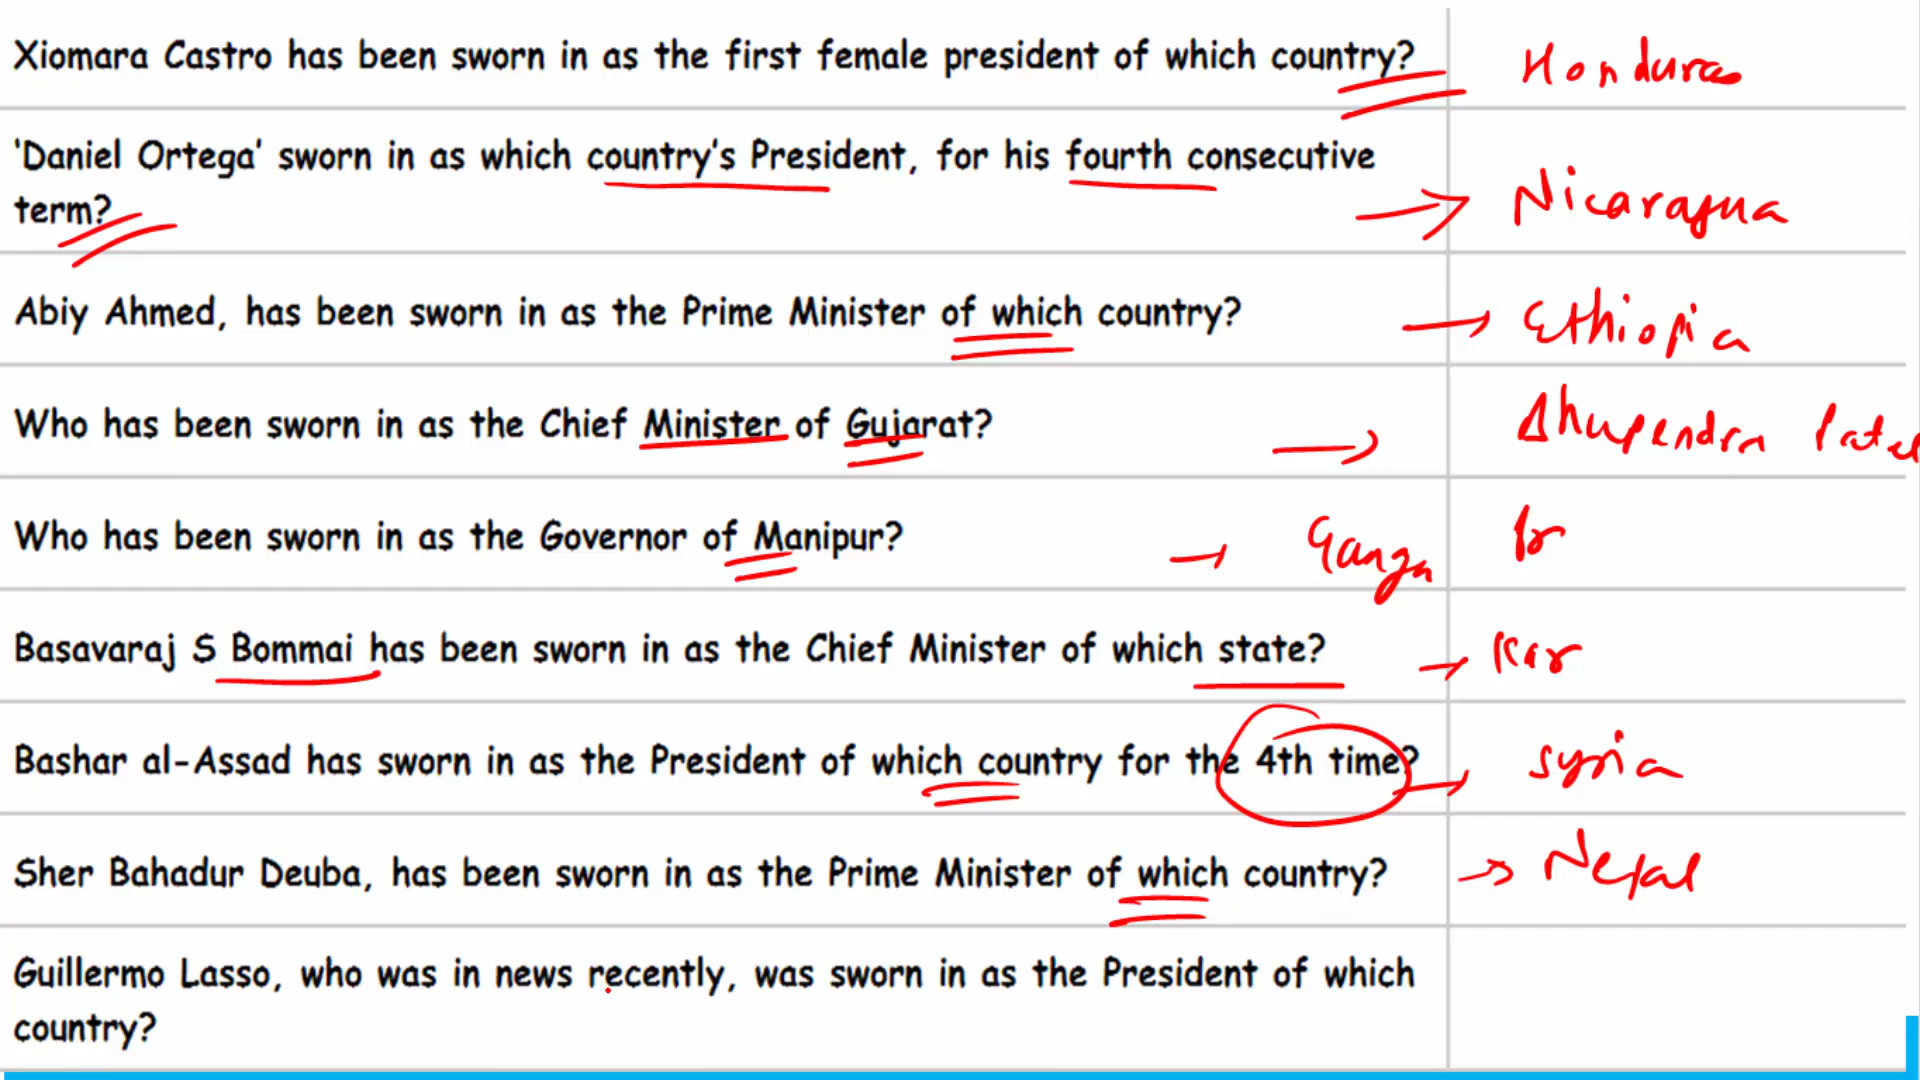 Xiomara Castro has been sworn in as the first female president of which country? Honduras
'Daniel Ortega' sworn in as which country's President, for his fourth consecutive
term? Nicaragua
Abiy Ahmed, has been sworn in as the Prime Minister of which country? Ethiopia
Who has been sworn in as the Chief Minister of Gujarat? Bhupendra Patel
Who has been sworn in as the Governor of Manipur? Ganga
Basavaraj S Bommai has been sworn in as the Chief Minister of which state? Kar
Bashar al-Assad has sworn in as the President of which country for the 4th time? Syria
Sher Bahadur Deuba, has been sworn in as the Prime Minister of which country? Nepal
Guillermo Lasso, who was in news recently, was sworn in as the President of which
country?